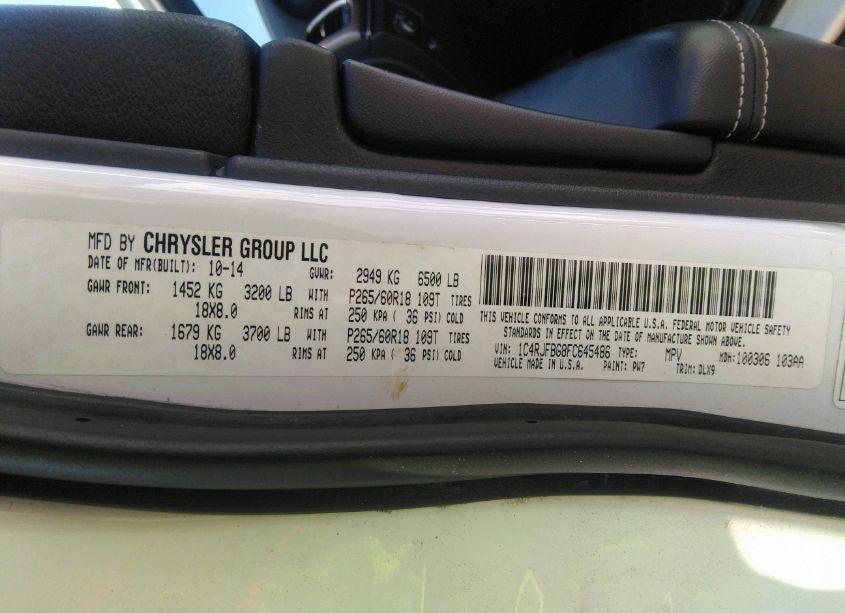 MFD BY CHRYSLER GROUP LLC
DATE OF MFR(BUILT): 10-14 GVWR: 2949 KG 6500 LB
GAWR FRONT: 1452 KG 3200 LB WITH P265/60R18 109T TIRES
18X8.0 RIMS AT 250 KPA ( 36 PSI) COLD
GAWR REAR: 1679 KG 3700 LB WITH P265/60R18 109T TIRES
18X8.0 RIMS AT 250 KPA ( 36 PSI) COLD
THIS VEHICLE CONFORMS TO ALL APPLICABLE U.S.A. FEDERAL MOTOR VEHICLE SAFETY
STANDARDS IN EFFECT ON THE DATE OF MANUFACTURE SHOWN ABOVE.
VIN: 1C4RJFBG8FC645486 TYPE: MPV MDH:100306 103AA
VEHICLE MADE IN U.S.A. PAINT: PW7 TRIM: DLX9